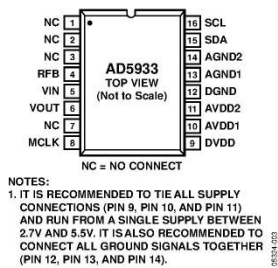 NC 1
NC 2
NC 3
RFB 4
VIN 5
VOUT 6
NC 7
MCLK 8
AD5933
TOP VIEW
(Not to Scale)
16 SCL
15 SDA
14 AGND2
13 AGND1
12 DGND
11 AVDD2
10 AVDD1
9 DVDD
NC = NO CONNECT
NOTES:
1. IT IS RECOMMENDED TO TIE ALL SUPPLY
CONNECTIONS (PIN 9, PIN 10, AND PIN 11)
AND RUN FROM A SINGLE SUPPLY BETWEEN
2.7V AND 5.5V. IT IS ALSO RECOMMENDED TO
CONNECT ALL GROUND SIGNALS TOGETHER
(PIN 12, PIN 13, AND PIN 14).
05324-003